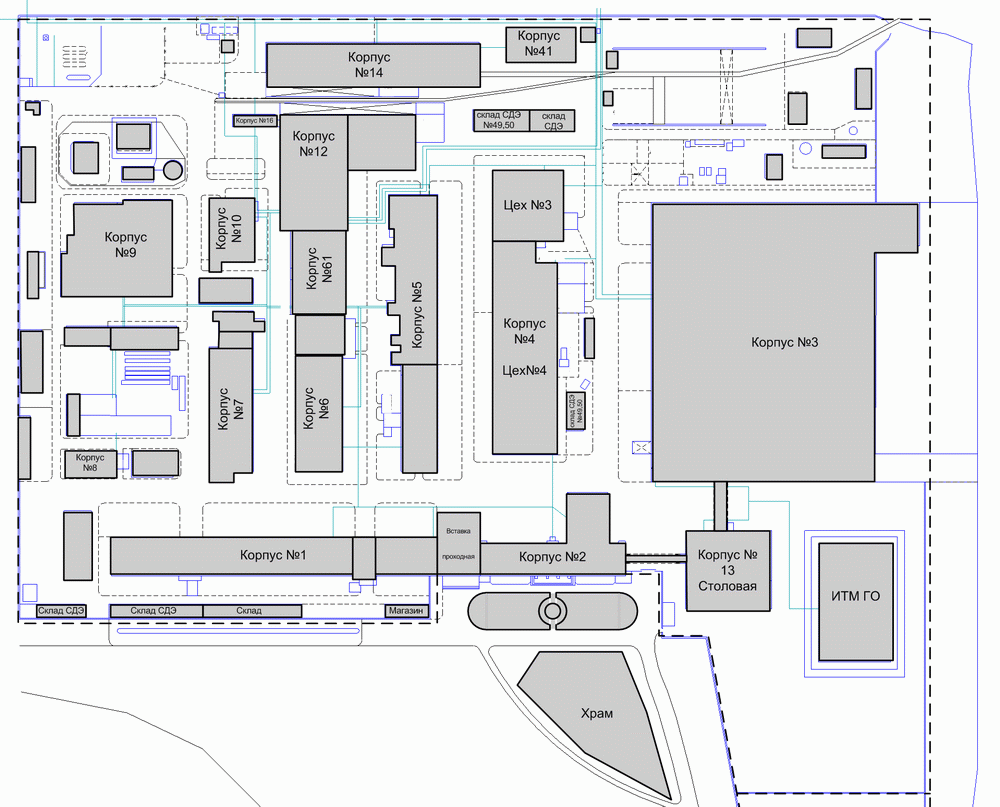 Корпус
№41
Корпус
№14
Корпус №16
склад СДЭ
№49,50
склад
СДЭ
Корпус
№12
Цех №3
Корпус
№10
Корпус
№9
Корпус
№61
Корпус №5
Корпус
№4
Цех№4
Корпус №3
Корпус
№7
Корпус
№6
склад СДЭ
№49,50
Корпус
№8
Вставка
проходная
Корпус №1
Корпус №2
Корпус №
13
Столовая
ИТМ ГО
Склад СДЭ
Склад СДЭ
Склад
Магазин
Храм